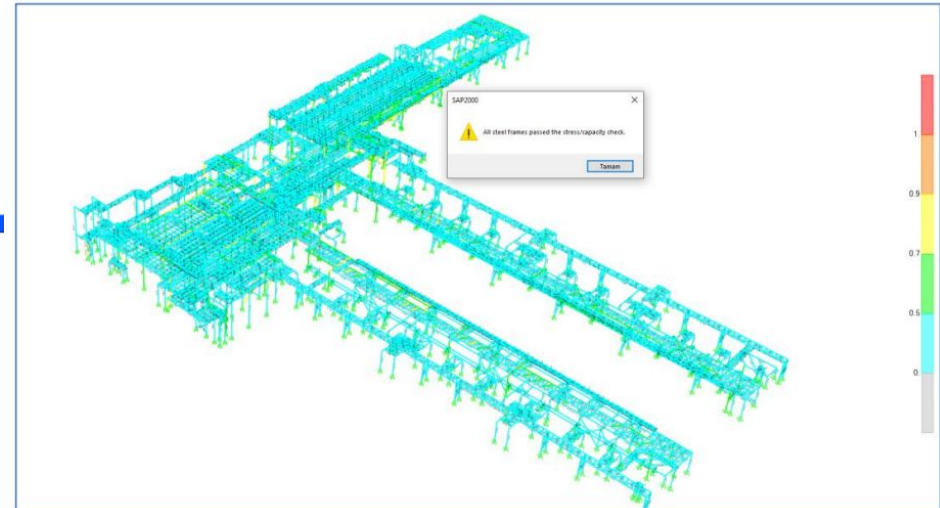 SAP2000
All steel frames passed the stress/capacity check.
Tamam
1.
0.9
0.7
0.5
0.